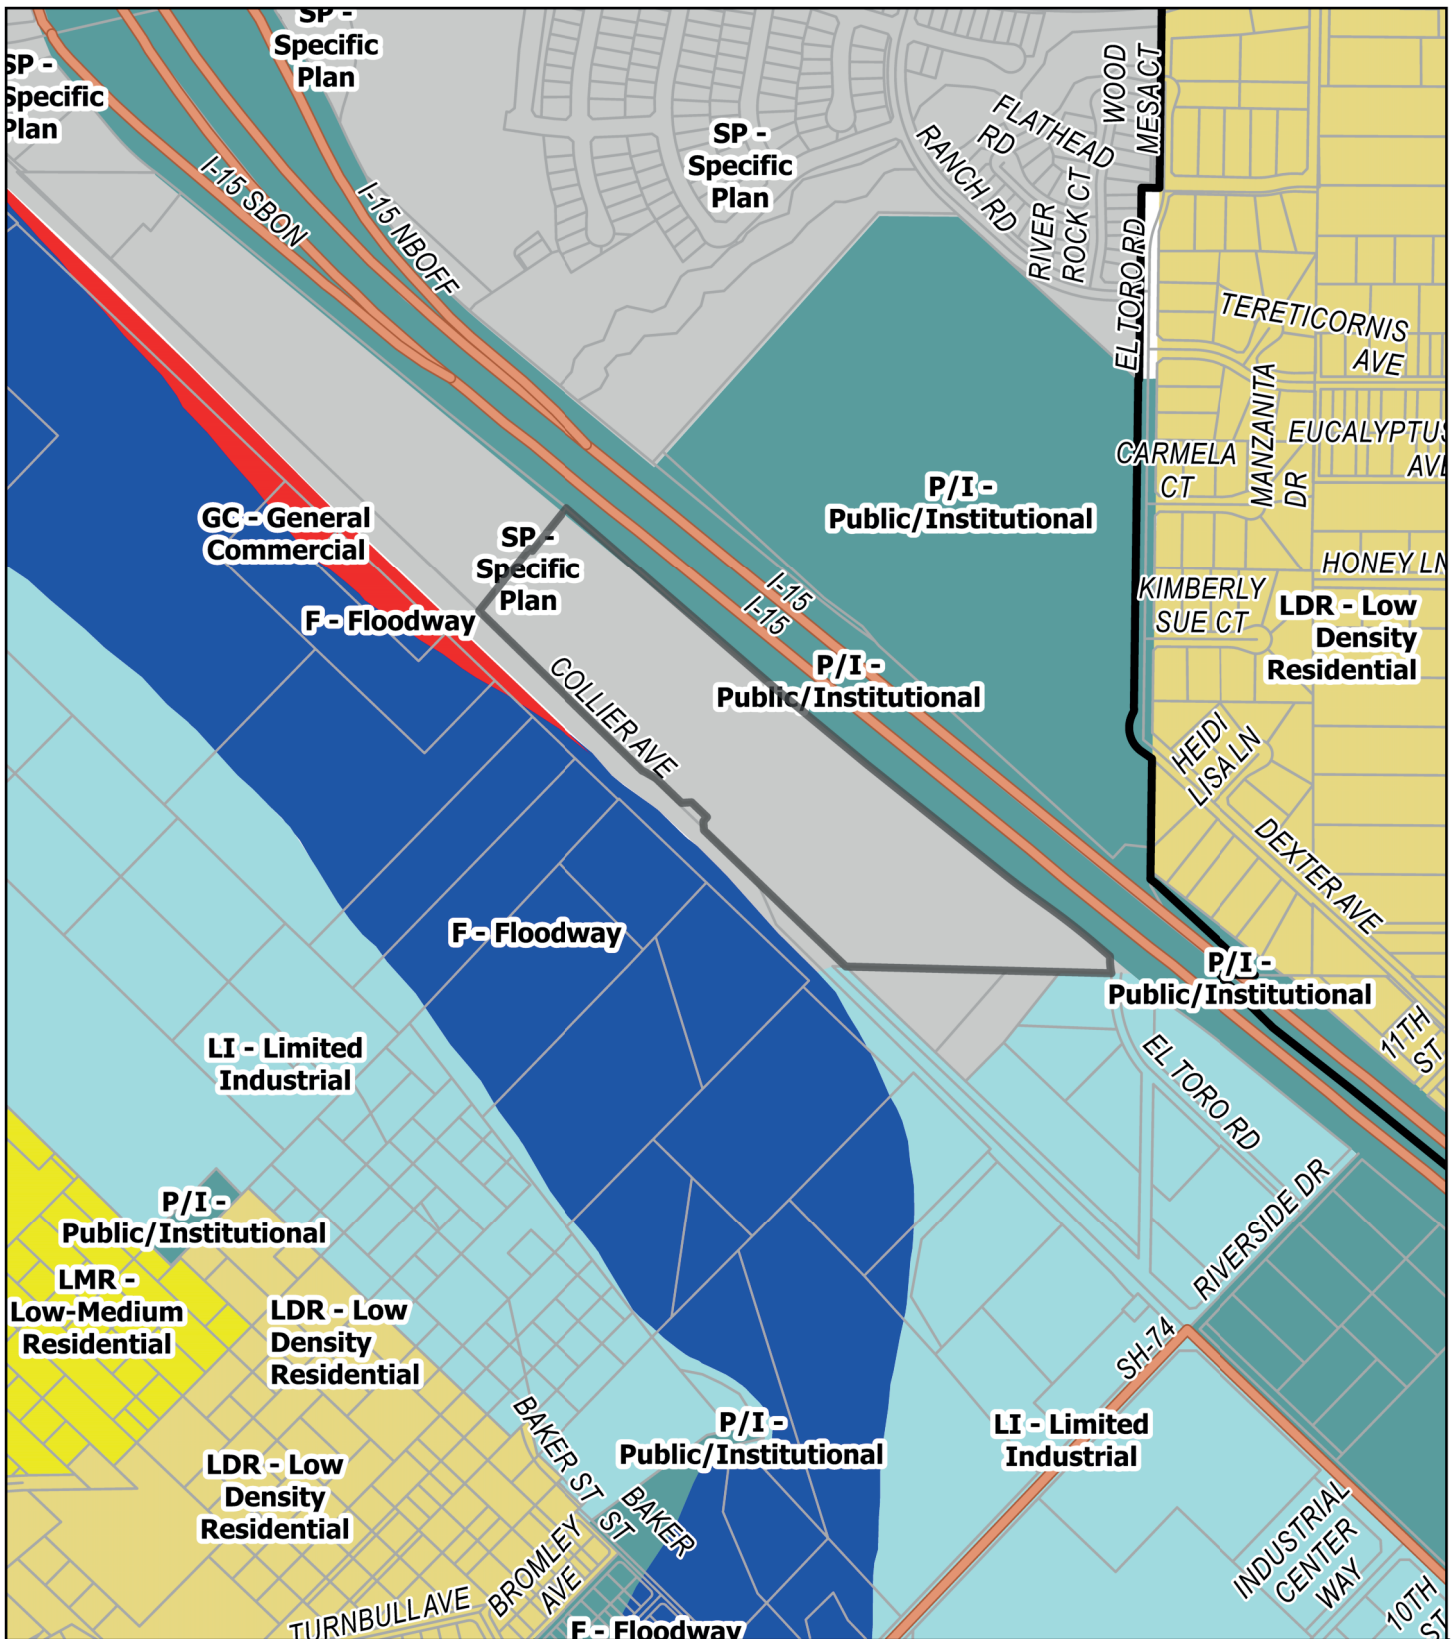 SP -
Specific
Plan
SP -
Specific
Plan
WOOD
MESA CT
FLATHEAD
RD
RANCH RD
RIVER
ROCK CT
EL TORO RD
SP -
Specific
Plan
I-15 SBON
I-15 NBOFF
TERETICORNIS
AVE
MANZANITA
DR
EUCALYPTUS
AVE
CARMELA
CT
P/I -
Public/Institutional
GC - General
Commercial
SP -
Specific
Plan
F - Floodway
I-15
I-15
HONEY LN
KIMBERLY
SUE CT
LDR - Low
Density
Residential
P/I -
Public/Institutional
COLLIER AVE
HEIDI
LISA LN
DEXTER AVE
F - Floodway
P/I -
Public/Institutional
11TH
ST
LI - Limited
Industrial
EL TORO RD
RIVERSIDE DR
P/I -
Public/Institutional
LMR -
Low-Medium
Residential
LDR - Low
Density
Residential
SH-74
BAKER ST
P/I -
Public/Institutional
LI - Limited
Industrial
LDR - Low
Density
Residential
BAKER
ST
BROMLEY
AVE
INDUSTRIAL
CENTER
WAY
10TH
ST
TURNBULL AVE
F - Floodway